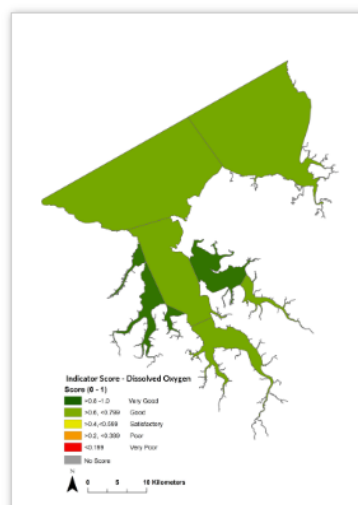 Indicator Score - Dissolved Oxygen
Score (0 - 1)
>0.8 -1.0 Very Good
>0.6, <0.799 Good
>0.4,<0.599 Satisfactory
>0.2, <0.399 Poor
<0.199 Very Poor
No Score
N
0 5 10 Kilometers